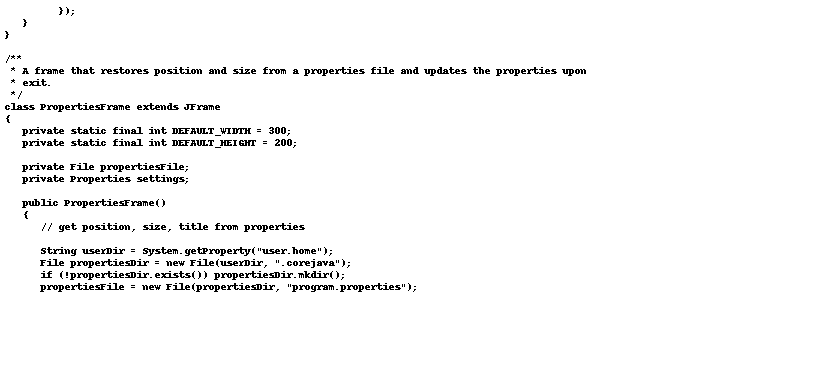 });
   }
}

/**
 * A frame that restores position and size from a properties file and updates the properties upon
 * exit.
 */
class PropertiesFrame extends JFrame
{
   private static final int DEFAULT_WIDTH = 300;
   private static final int DEFAULT_HEIGHT = 200;

   private File propertiesFile;
   private Properties settings;

   public PropertiesFrame()
   {
      // get position, size, title from properties

      String userDir = System.getProperty("user.home");
      File propertiesDir = new File(userDir, ".corejava");
      if (!propertiesDir.exists()) propertiesDir.mkdir();
      propertiesFile = new File(propertiesDir, "program.properties");